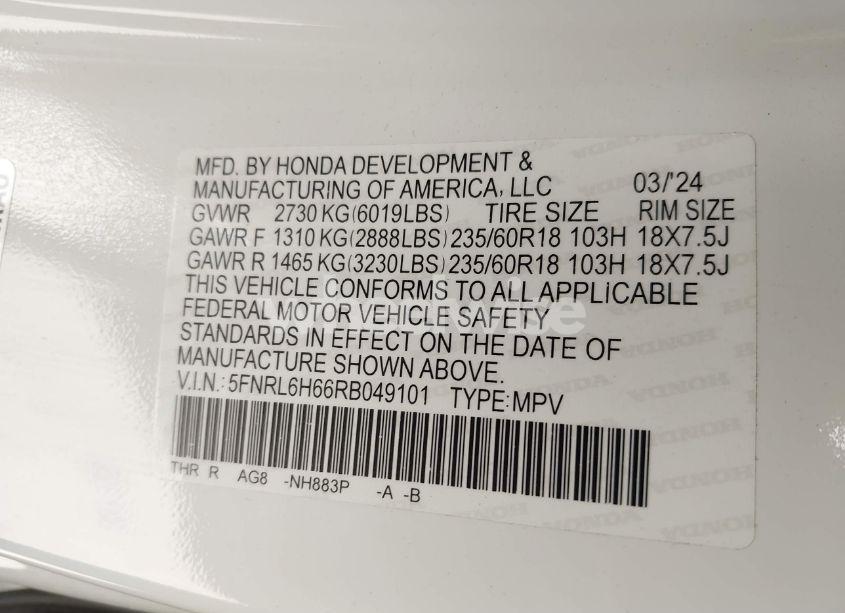 MFD. BY HONDA DEVELOPMENT &
MANUFACTURING OF AMERICA, LLC 03/'24
GVWR 2730 KG(6019LBS) TIRE SIZE RIM SIZE
GAWR F 1310 KG(2888LBS) 235/60R18 103H 18X7.5J
GAWR R 1465 KG(3230LBS) 235/60R18 103H 18X7.5J
THIS VEHICLE CONFORMS TO ALL APPLICABLE
FEDERAL MOTOR VEHICLE SAFETY
STANDARDS IN EFFECT ON THE DATE OF
MANUFACTURE SHOWN ABOVE.
V.I.N.: 5FNRL6H66RB049101 TYPE:MPV
THR R AG8 -NH883P -A -B